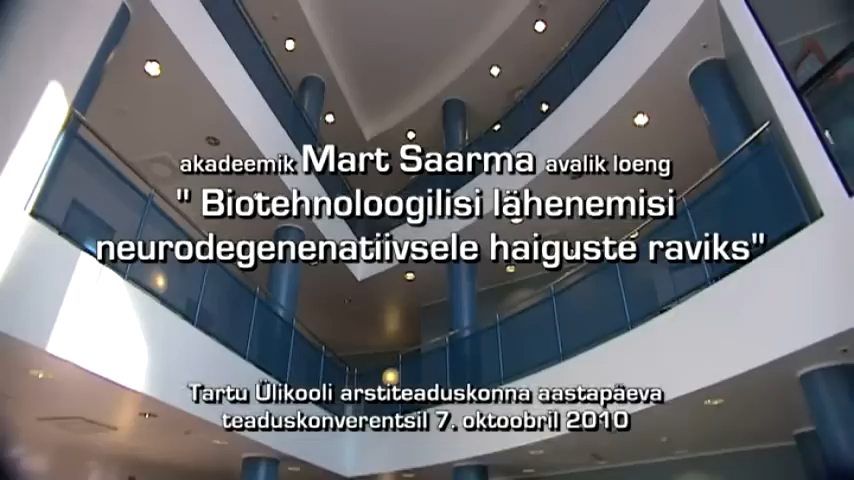 akadeemik Mart Saarma avalik loeng
" Biotehnoloogilisi lähenemisi
neurodegenenatiivsele haiguste raviks"
Tartu Ülikooli arstiteaduskonna aastapäeva
teaduskonverentsil 7. oktoobril 2010